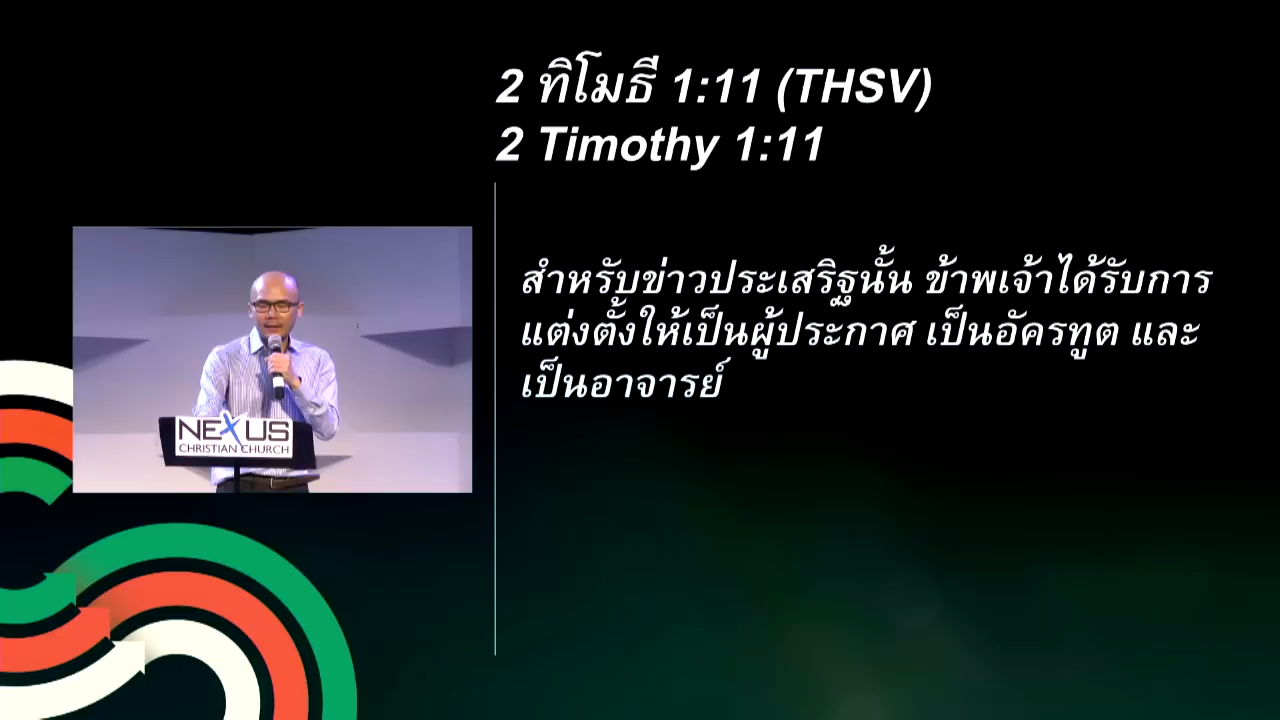 2 ทิโมธี 1:11 (THSV)
2 Timothy 1:11
สำหรับข่าวประเสริฐนั้น ข้าพเจ้าได้รับการ
แต่งตั้งให้เป็นผู้ประกาศ เป็นอัครทูต และ
เป็นอาจารย์
NEXUS
CHRISTIAN CHURCH